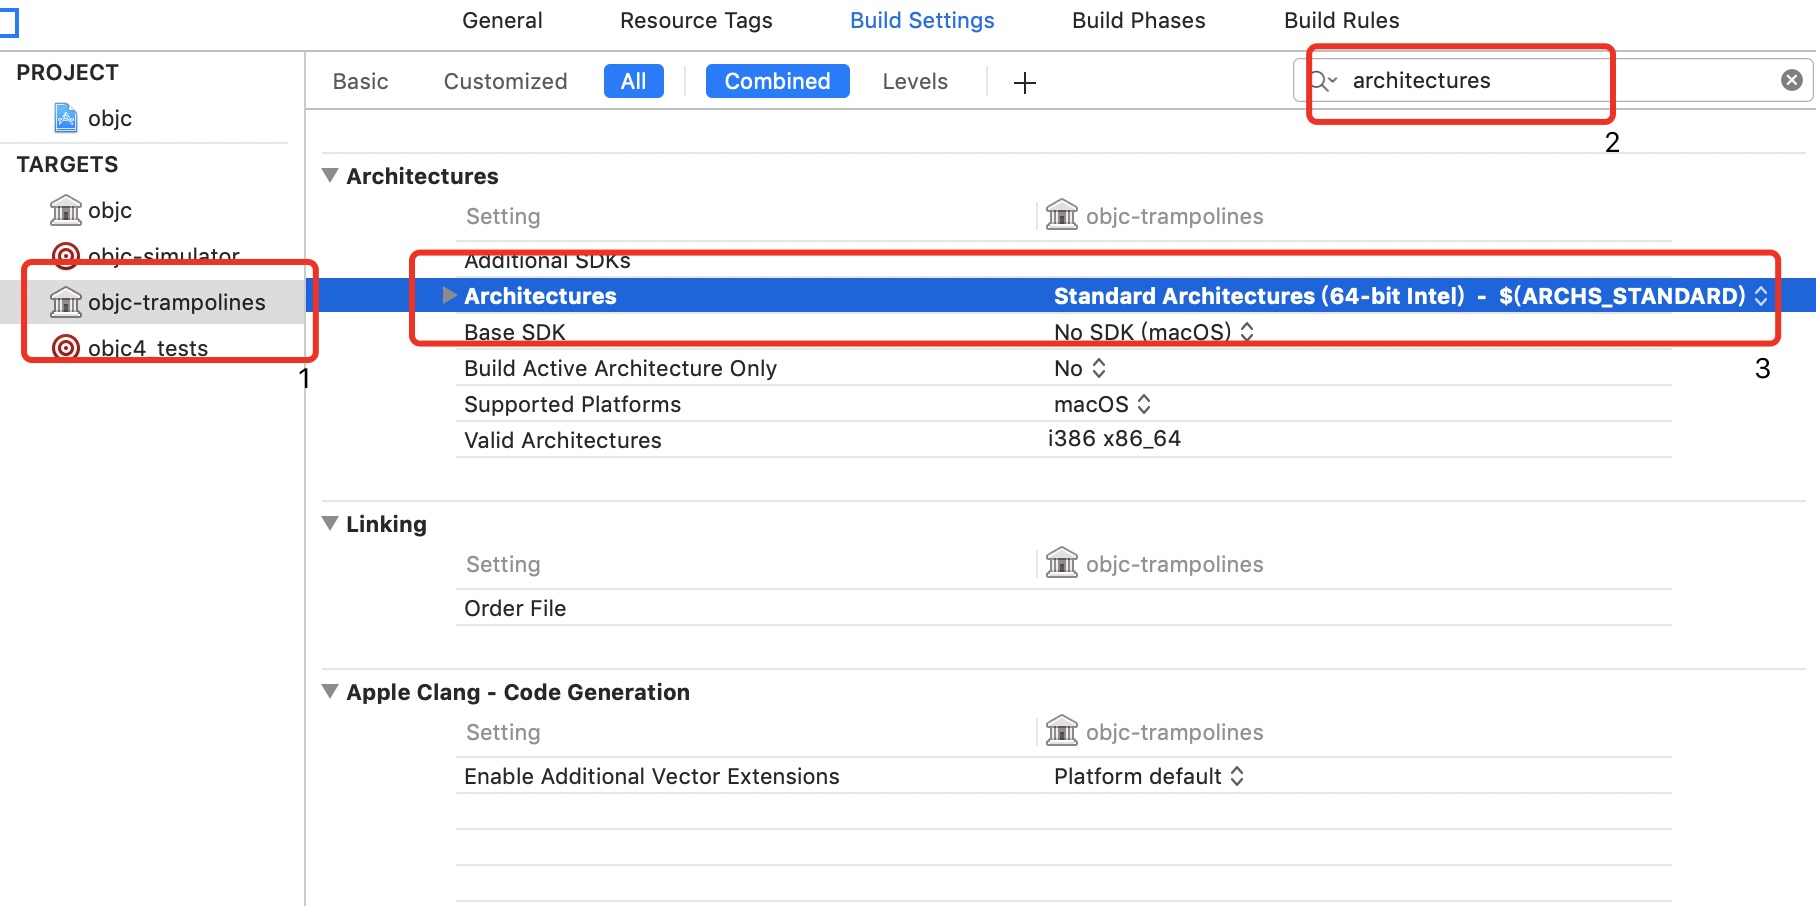 General Resource Tags Build Settings Build Phases Build Rules
PROJECT
objc
TARGETS
objc
objc-simulator
objc-trampolines
objc4_tests
1
Basic Customized All Combined Levels + architectures
2
Architectures
Setting objc-trampolines
Additional SDKs
Architectures Standard Architectures (64-bit Intel) - $(ARCHS_STANDARD)
Base SDK No SDK (macOS)
3
Build Active Architecture Only No
Supported Platforms macOS
Valid Architectures i386 x86_64
Linking
Setting objc-trampolines
Order File
Apple Clang - Code Generation
Setting objc-trampolines
Enable Additional Vector Extensions Platform default